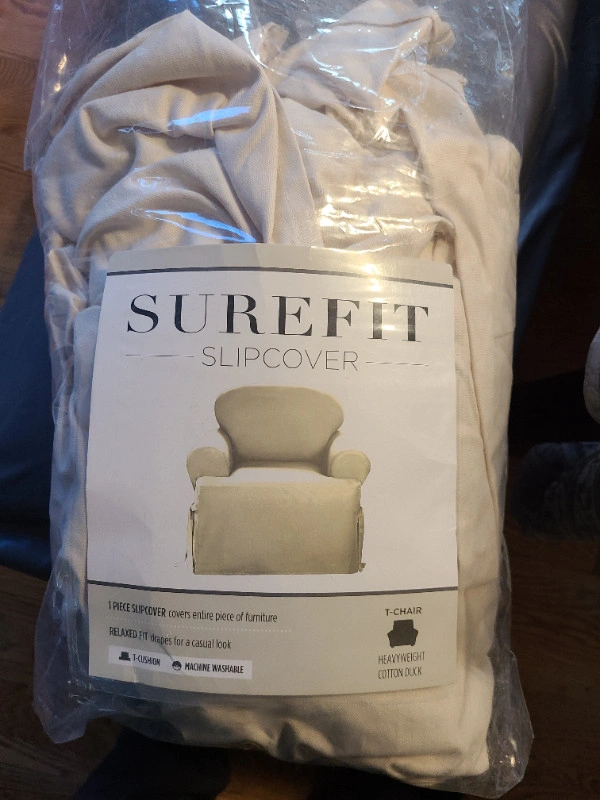 SUREFIT
SLIPCOVER
1 PIECE SLIPCOVER covers entire piece of furniture
RELAXED FIT drapes for a casual look
T-CUSHION MACHINE WASHABLE
T-CHAIR
HEAVYWEIGHT
COTTON DUCK